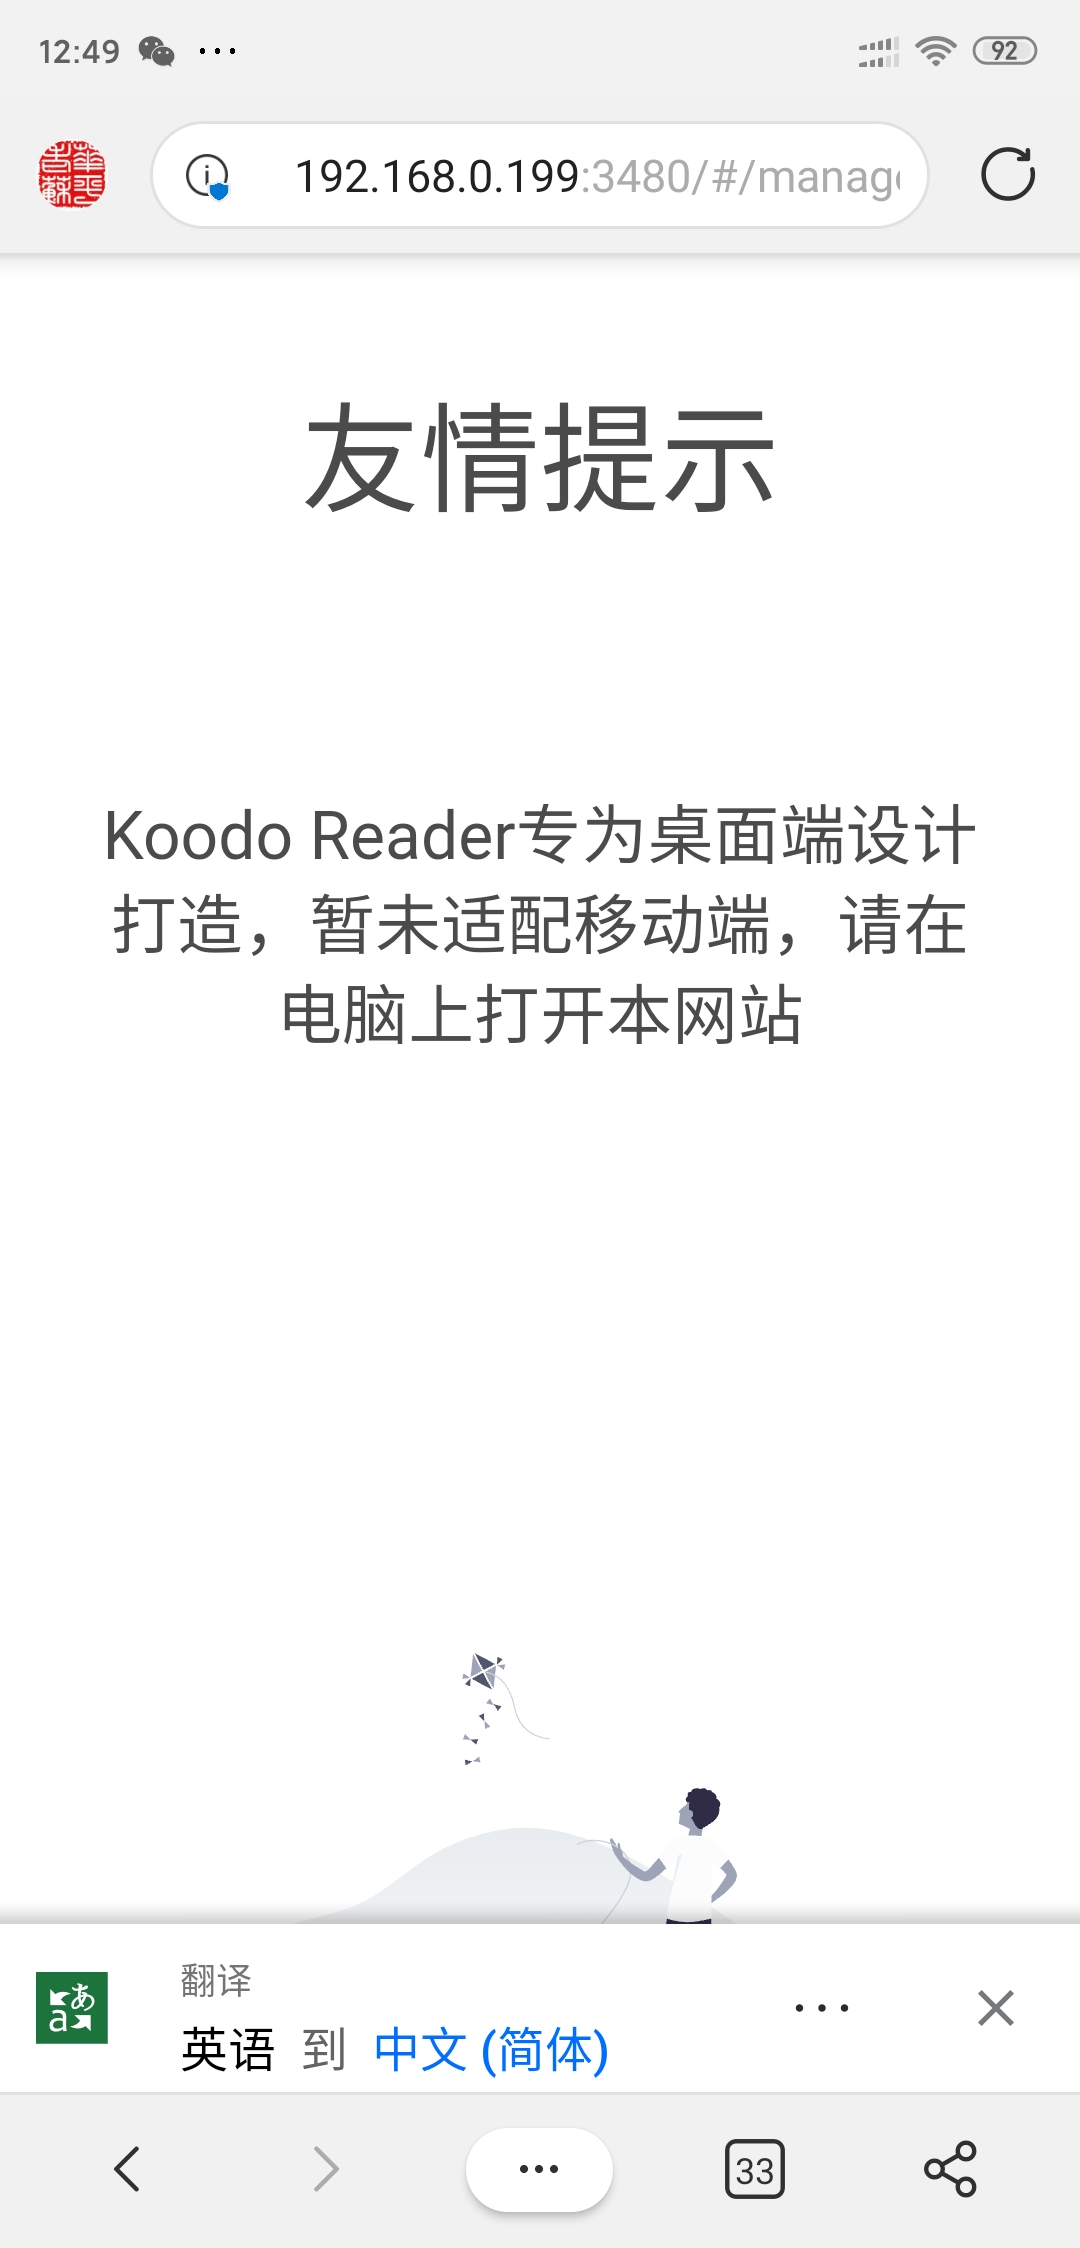 12:49
92
192.168.0.199:3480/#/manag
友情提示
Koodo Reader专为桌面端设计
打造，暂未适配移动端，请在
电脑上打开本网站
翻译
英语 到 中文 (简体)
33